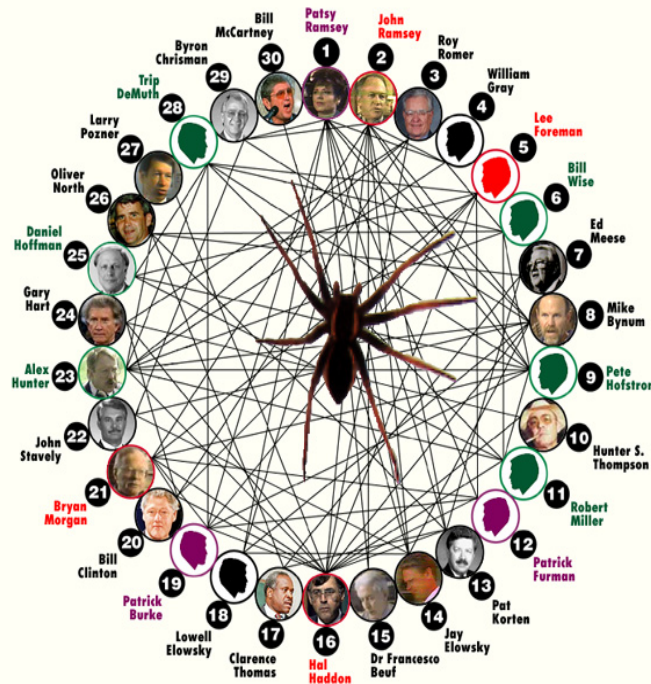 1
Patsy
Ramsey
2
John
Ramsey
3
Roy
Romer
4
William
Gray
5
Lee
Foreman
6
Bill
Wise
7
Ed
Meese
8
Mike
Bynum
9
Pete
Hofstrom
10
Hunter S.
Thompson
11
Robert
Miller
12
Patrick
Furman
13
Pat
Korten
14
Jay
Elowsky
15
Dr Francesco
Beuf
16
Hal
Haddon
17
Clarence
Thomas
18
Lowell
Elowsky
19
Patrick
Burke
20
Bill
Clinton
21
Bryan
Morgan
22
John
Stavely
23
Alex
Hunter
24
Gary
Hart
25
Daniel
Hoffman
26
Oliver
North
27
Larry
Pozner
28
Trip
DeMuth
29
Byron
Chrisman
30
Bill
McCartney